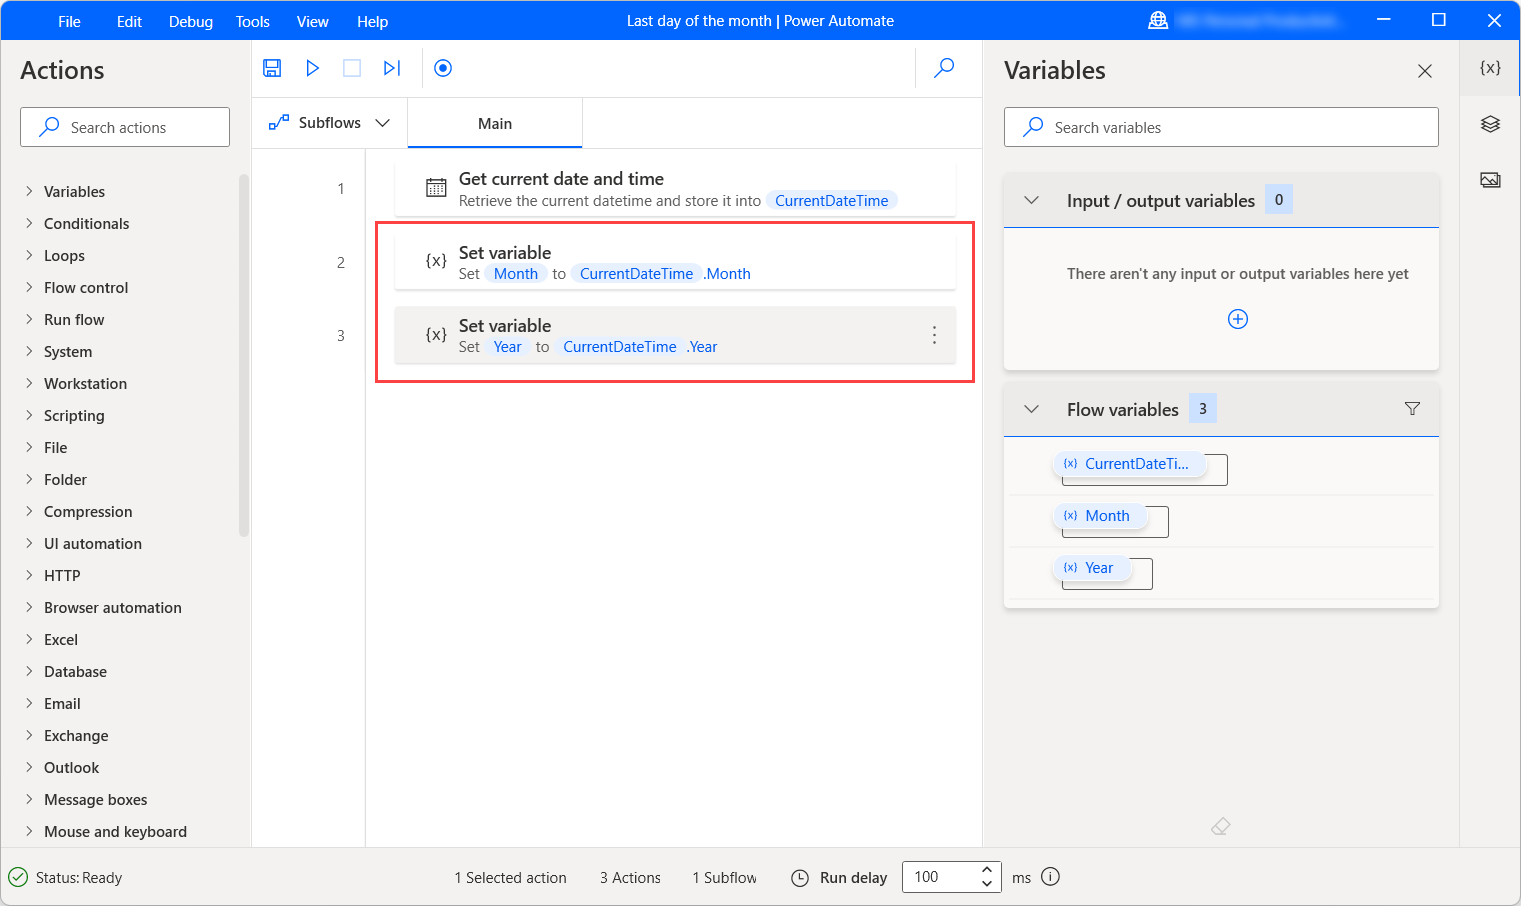 File Edit Debug Tools View Help
Last day of the month | Power Automate
Actions
Search actions
Variables
Conditionals
Loops
Flow control
Run flow
System
Workstation
Scripting
File
Folder
Compression
UI automation
HTTP
Browser automation
Excel
Database
Email
Exchange
Outlook
Message boxes
Mouse and keyboard
Subflows
Main
1
Get current date and time
Retrieve the current datetime and store it into CurrentDateTime
2
{x} Set variable
Set Month to CurrentDateTime .Month
3
{x} Set variable
Set Year to CurrentDateTime .Year
Variables
{x}
Search variables
Input / output variables 0
There aren't any input or output variables here yet
Flow variables 3
{x} CurrentDateTi...
{x} Month
{x} Year
Status: Ready
1 Selected action
3 Actions
1 Subflow
Run delay
100
ms